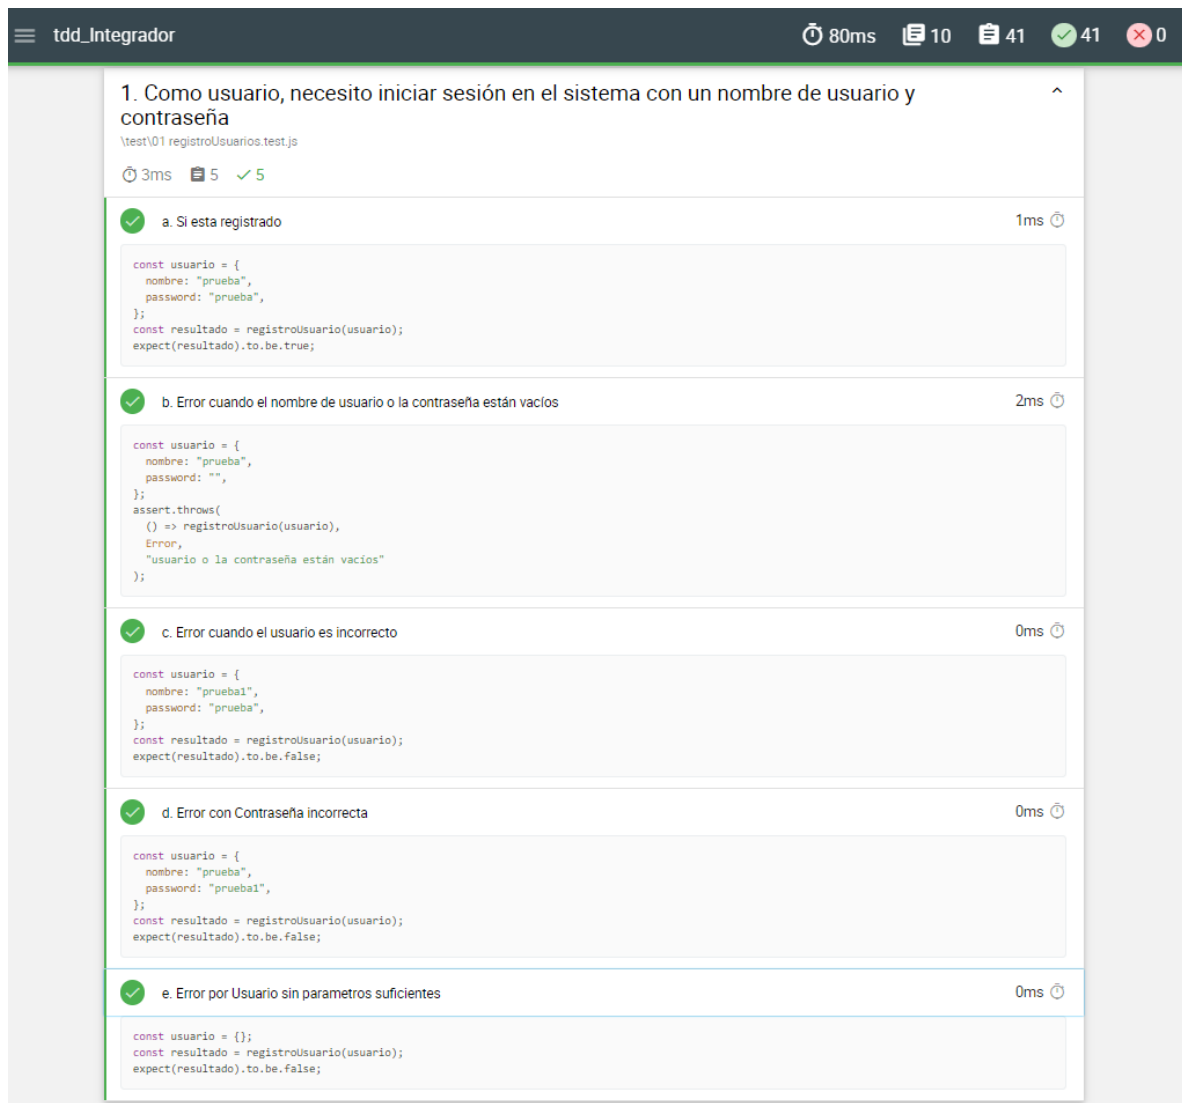 tdd_Integrador 80ms 10 41 41 0
1. Como usuario, necesito iniciar sesión en el sistema con un nombre de usuario y
contraseña
\test\01 registroUsuarios.test.js
3ms 5 5
a. Si esta registrado 1ms
const usuario = {
  nombre: "prueba",
  password: "prueba",
};
const resultado = registroUsuario(usuario);
expect(resultado).to.be.true;
b. Error cuando el nombre de usuario o la contraseña están vacíos 2ms
const usuario = {
  nombre: "prueba",
  password: "",
};
assert.throws(
  () => registroUsuario(usuario),
  Error,
  "usuario o la contraseña están vacíos"
);
c. Error cuando el usuario es incorrecto 0ms
const usuario = {
  nombre: "prueba1",
  password: "prueba",
};
const resultado = registroUsuario(usuario);
expect(resultado).to.be.false;
d. Error con Contraseña incorrecta 0ms
const usuario = {
  nombre: "prueba",
  password: "prueba1",
};
const resultado = registroUsuario(usuario);
expect(resultado).to.be.false;
e. Error por Usuario sin parametros suficientes 0ms
const usuario = {};
const resultado = registroUsuario(usuario);
expect(resultado).to.be.false;